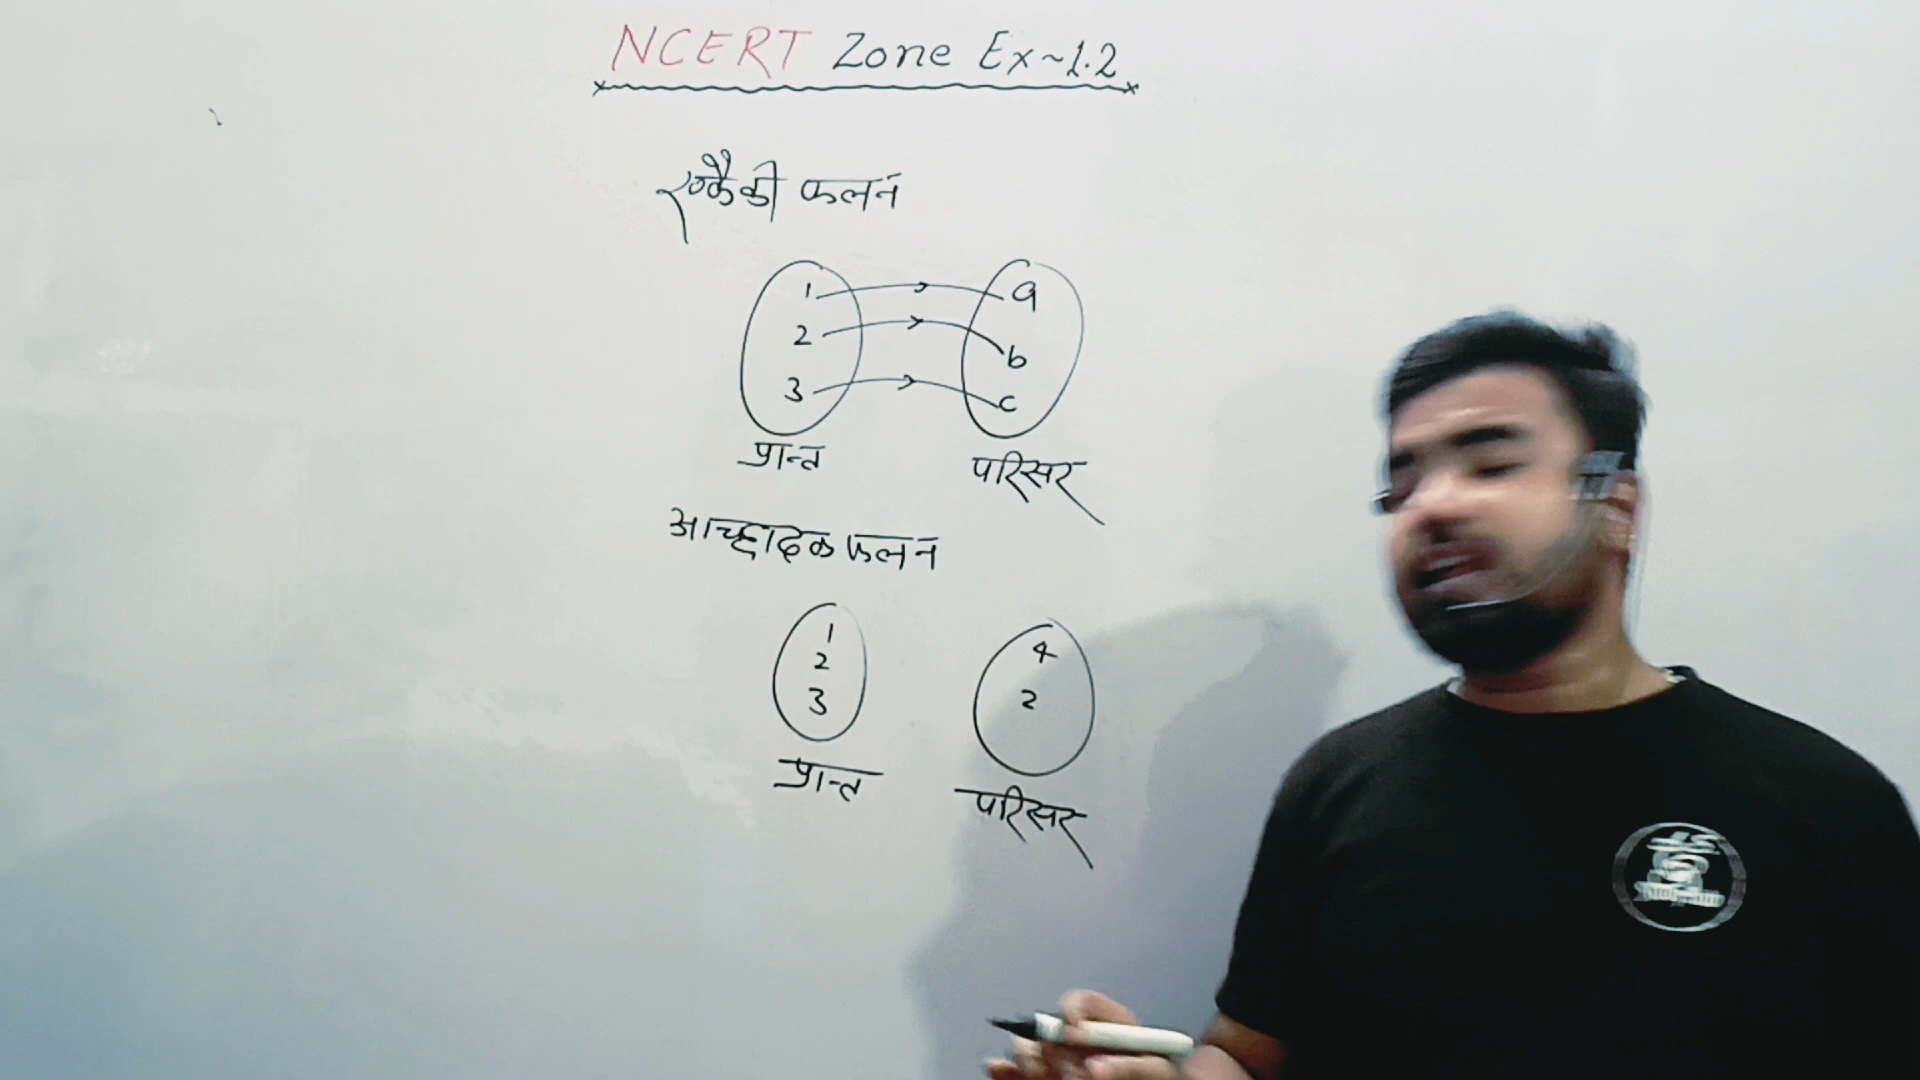 NCERT Zone Ex~1.2
एकैकी फलन
1 a
2 b
3 c
प्रान्त परिसर
आच्छादक फलन
1 4
2 2
3
प्रान्त परिसर